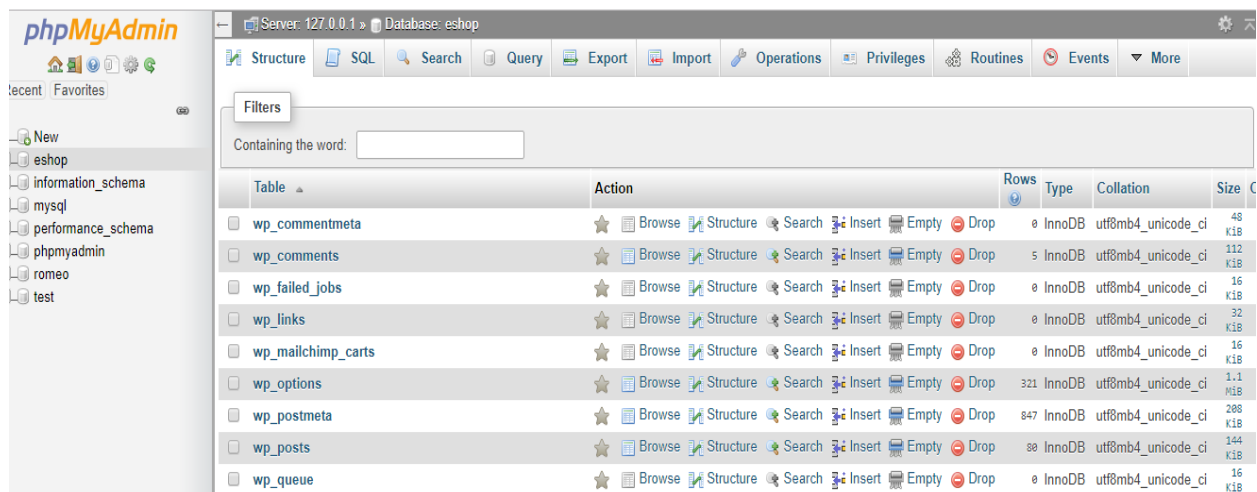 phpMyAdmin
Server: 127.0.0.1 » Database: eshop
Structure SQL Search Query Export Import Operations Privileges Routines Events More
Favorites
New
eshop
information_schema
mysql
performance_schema
phpmyadmin
romeo
test
Filters
Containing the word:
Table Action Rows Type Collation Size
wp_commentmeta Browse Structure Search Insert Empty Drop 0 InnoDB utf8mb4_unicode_ci 48 KiB
wp_comments Browse Structure Search Insert Empty Drop 5 InnoDB utf8mb4_unicode_ci 112 KiB
wp_failed_jobs Browse Structure Search Insert Empty Drop 0 InnoDB utf8mb4_unicode_ci 16 KiB
wp_links Browse Structure Search Insert Empty Drop 0 InnoDB utf8mb4_unicode_ci 32 KiB
wp_mailchimp_carts Browse Structure Search Insert Empty Drop 0 InnoDB utf8mb4_unicode_ci 16 KiB
wp_options Browse Structure Search Insert Empty Drop 321 InnoDB utf8mb4_unicode_ci 1.1 MiB
wp_postmeta Browse Structure Search Insert Empty Drop 847 InnoDB utf8mb4_unicode_ci 208 KiB
wp_posts Browse Structure Search Insert Empty Drop 80 InnoDB utf8mb4_unicode_ci 144 KiB
wp_queue Browse Structure Search Insert Empty Drop 0 InnoDB utf8mb4_unicode_ci 16 KiB